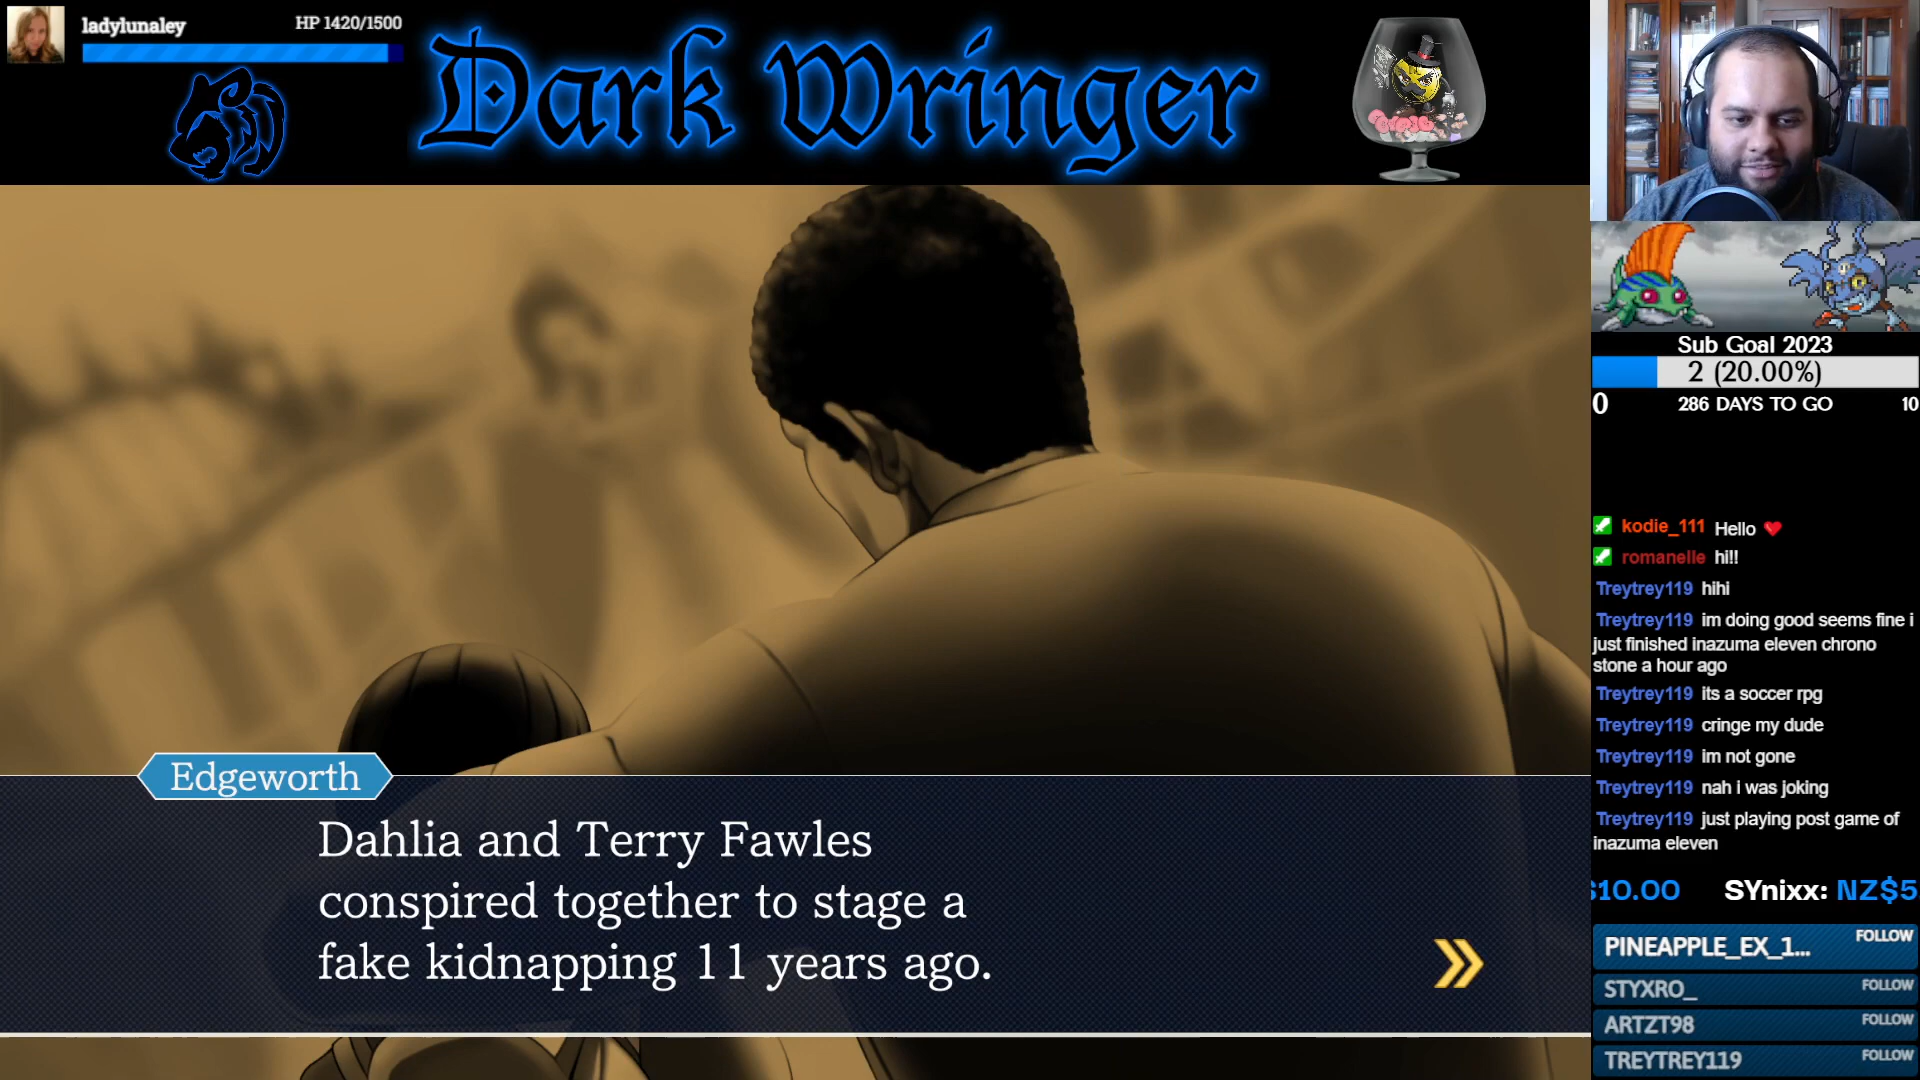 ladylunaley
HP 1420/1500
Dark Wringer
Sub Goal 2023
2 (20.00%)
0
286 DAYS TO GO
10
kodie_111 Hello
romanelle hi!!
Treytrey119 hihi
Treytrey119 im doing good seems fine i
just finished inazuma eleven chrono
stone a hour ago
Treytrey119 its a soccer rpg
Treytrey119 cringe my dude
Treytrey119 im not gone
Treytrey119 nah i was joking
Treytrey119 just playing post game of
inazuma eleven
Edgeworth
Dahlia and Terry Fawles
conspired together to stage a
fake kidnapping 11 years ago.
$10.00 SYnixx: NZ$5
PINEAPPLE_EX_1... FOLLOW
STYXRO_ FOLLOW
ARTZT98 FOLLOW
TREYTREY119 FOLLOW